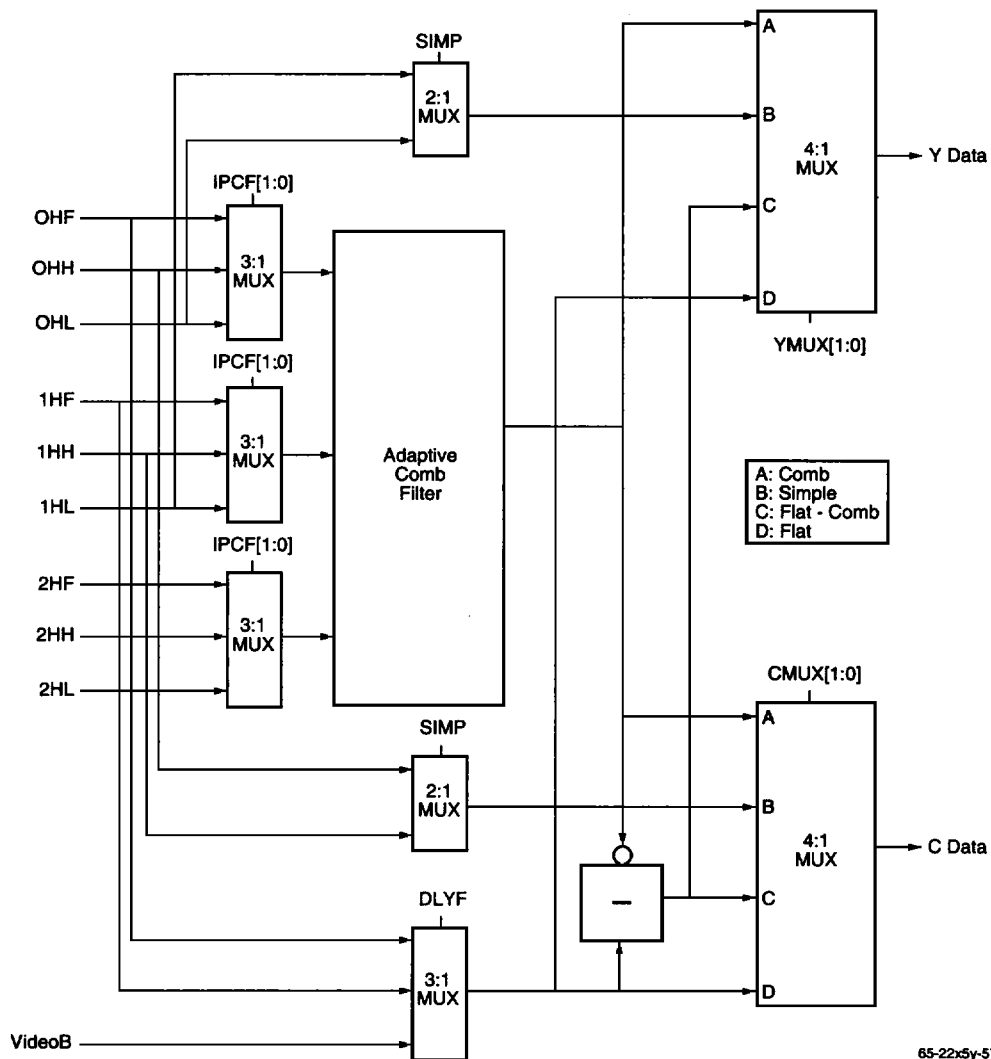 SIMP
2:1
MUX
A
B
C
D
4:1
MUX
Y Data
YMUX[1:0]
IPCF[1:0]
OHF
OHH
OHL
3:1
MUX
IPCF[1:0]
1HF
1HH
1HL
3:1
MUX
IPCF[1:0]
2HF
2HH
2HL
3:1
MUX
Adaptive
Comb
Filter
A: Comb
B: Simple
C: Flat - Comb
D: Flat
SIMP
2:1
MUX
CMUX[1:0]
A
B
C
D
4:1
MUX
C Data
–
DLYF
3:1
MUX
VideoB